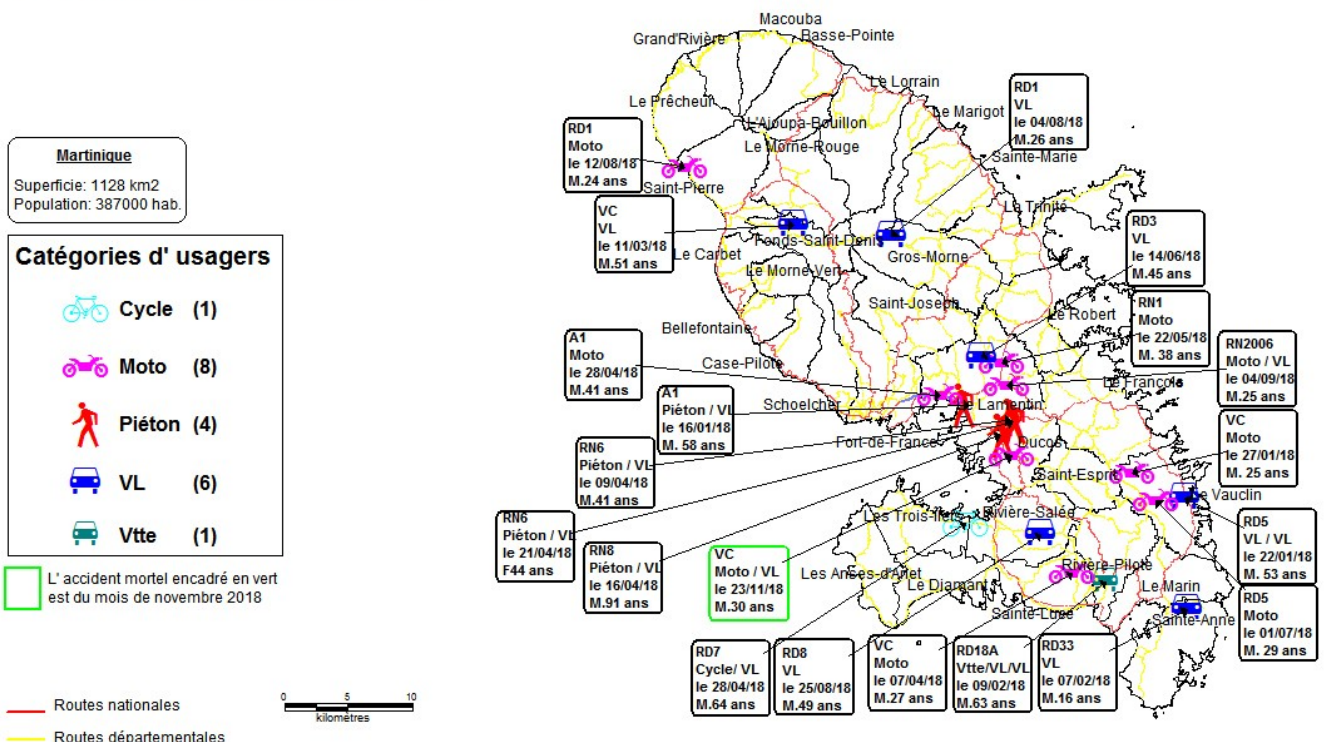 Martinique
Superficie: 1128 km2
Population: 387000 hab.
Catégories d' usagers
Cycle (1)
Moto (8)
Piéton (4)
VL (6)
Vtte (1)
L' accident mortel encadré en vert
est du mois de novembre 2018
Routes nationales
Routes départementales
0 5 10
kilomètres
Macouba
Grand'Rivière
Basse-Pointe
Le Lorrain
Le Prêcheur
Le Marigot
L'Ajoupa-Bouillon
Le Morne-Rouge
Sainte-Marie
Saint-Pierre
La Trinité
Fonds-Saint-Denis
Le Carbet
Gros-Morne
Le Morne-Vert
Saint-Joseph
Le Robert
Bellefontaine
Case-Pilote
Le François
Schoelcher
Le Lamentin
Fort-de-France
Ducos
Saint-Esprit
Le Vauclin
Les Trois-Ilets
Rivière-Salée
Les Anses-d'Arlet
Le Diamant
Rivière-Pilote
Le Marin
Sainte-Luce
Sainte-Anne
RD1
Moto
le 12/08/18
M.24 ans
VC
VL
le 11/03/18
M.51 ans
RD1
VL
le 04/08/18
M.26 ans
RD3
VL
le 14/06/18
M.45 ans
RN1
Moto
le 22/05/18
M. 38 ans
RN2006
Moto / VL
le 04/09/18
M.25 ans
VC
Moto
le 27/01/18
M. 25 ans
A1
Moto
le 28/04/18
M.41 ans
A1
Piéton / VL
le 16/01/18
M. 58 ans
RN6
Piéton / VL
le 09/04/18
M.41 ans
RN6
Piéton / VL
le 21/04/18
F44 ans
RN8
Piéton / VL
le 16/04/18
M.91 ans
VC
Moto / VL
le 23/11/18
M.30 ans
RD5
VL / VL
le 22/01/18
M. 53 ans
RD5
Moto
le 01/07/18
M. 29 ans
RD7
Cycle/ VL
le 28/04/18
M.64 ans
RD8
VL
le 25/08/18
M.49 ans
VC
Moto
le 07/04/18
M.27 ans
RD18A
Vtte/VL/VL
le 09/02/18
M.63 ans
RD33
VL
le 07/02/18
M.16 ans